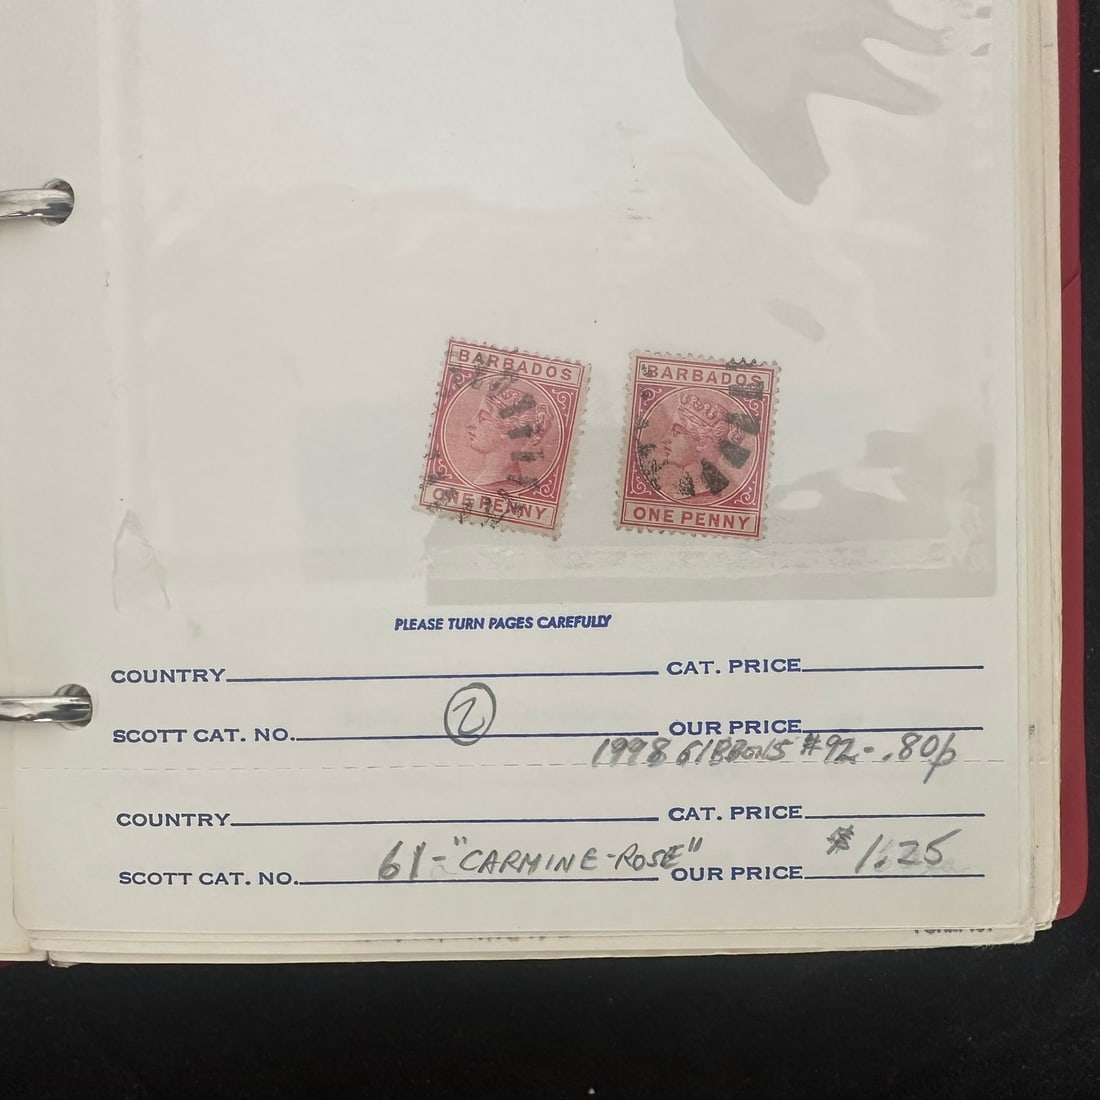 BARBADOS
ONE PENNY
BARBADOS
ONE PENNY
PLEASE TURN PAGES CAREFULLY
COUNTRY CAT. PRICE
SCOTT CAT. NO. 2 OUR PRICE
1998 GIBBONS #92-.80p
COUNTRY CAT. PRICE
SCOTT CAT. NO. 61-"CARMINE-ROSE" OUR PRICE $1.25